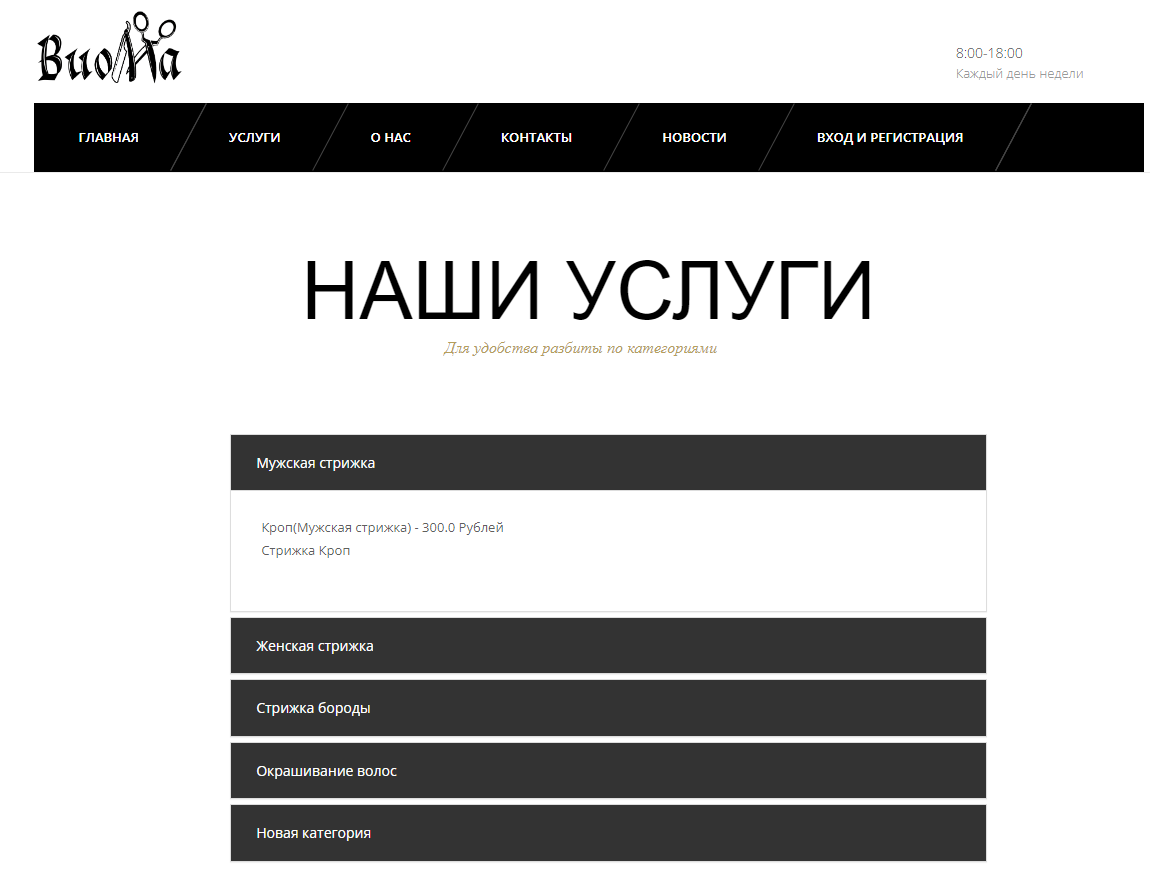 ВиоМа
8:00-18:00
Каждый день недели
ГЛАВНАЯ УСЛУГИ О НАС КОНТАКТЫ НОВОСТИ ВХОД И РЕГИСТРАЦИЯ
НАШИ УСЛУГИ
Для удобства разбиты по категориями
Мужская стрижка
Кроп(Мужская стрижка) - 300.0 Рублей
Стрижка Кроп
Женская стрижка
Стрижка бороды
Окрашивание волос
Новая категория